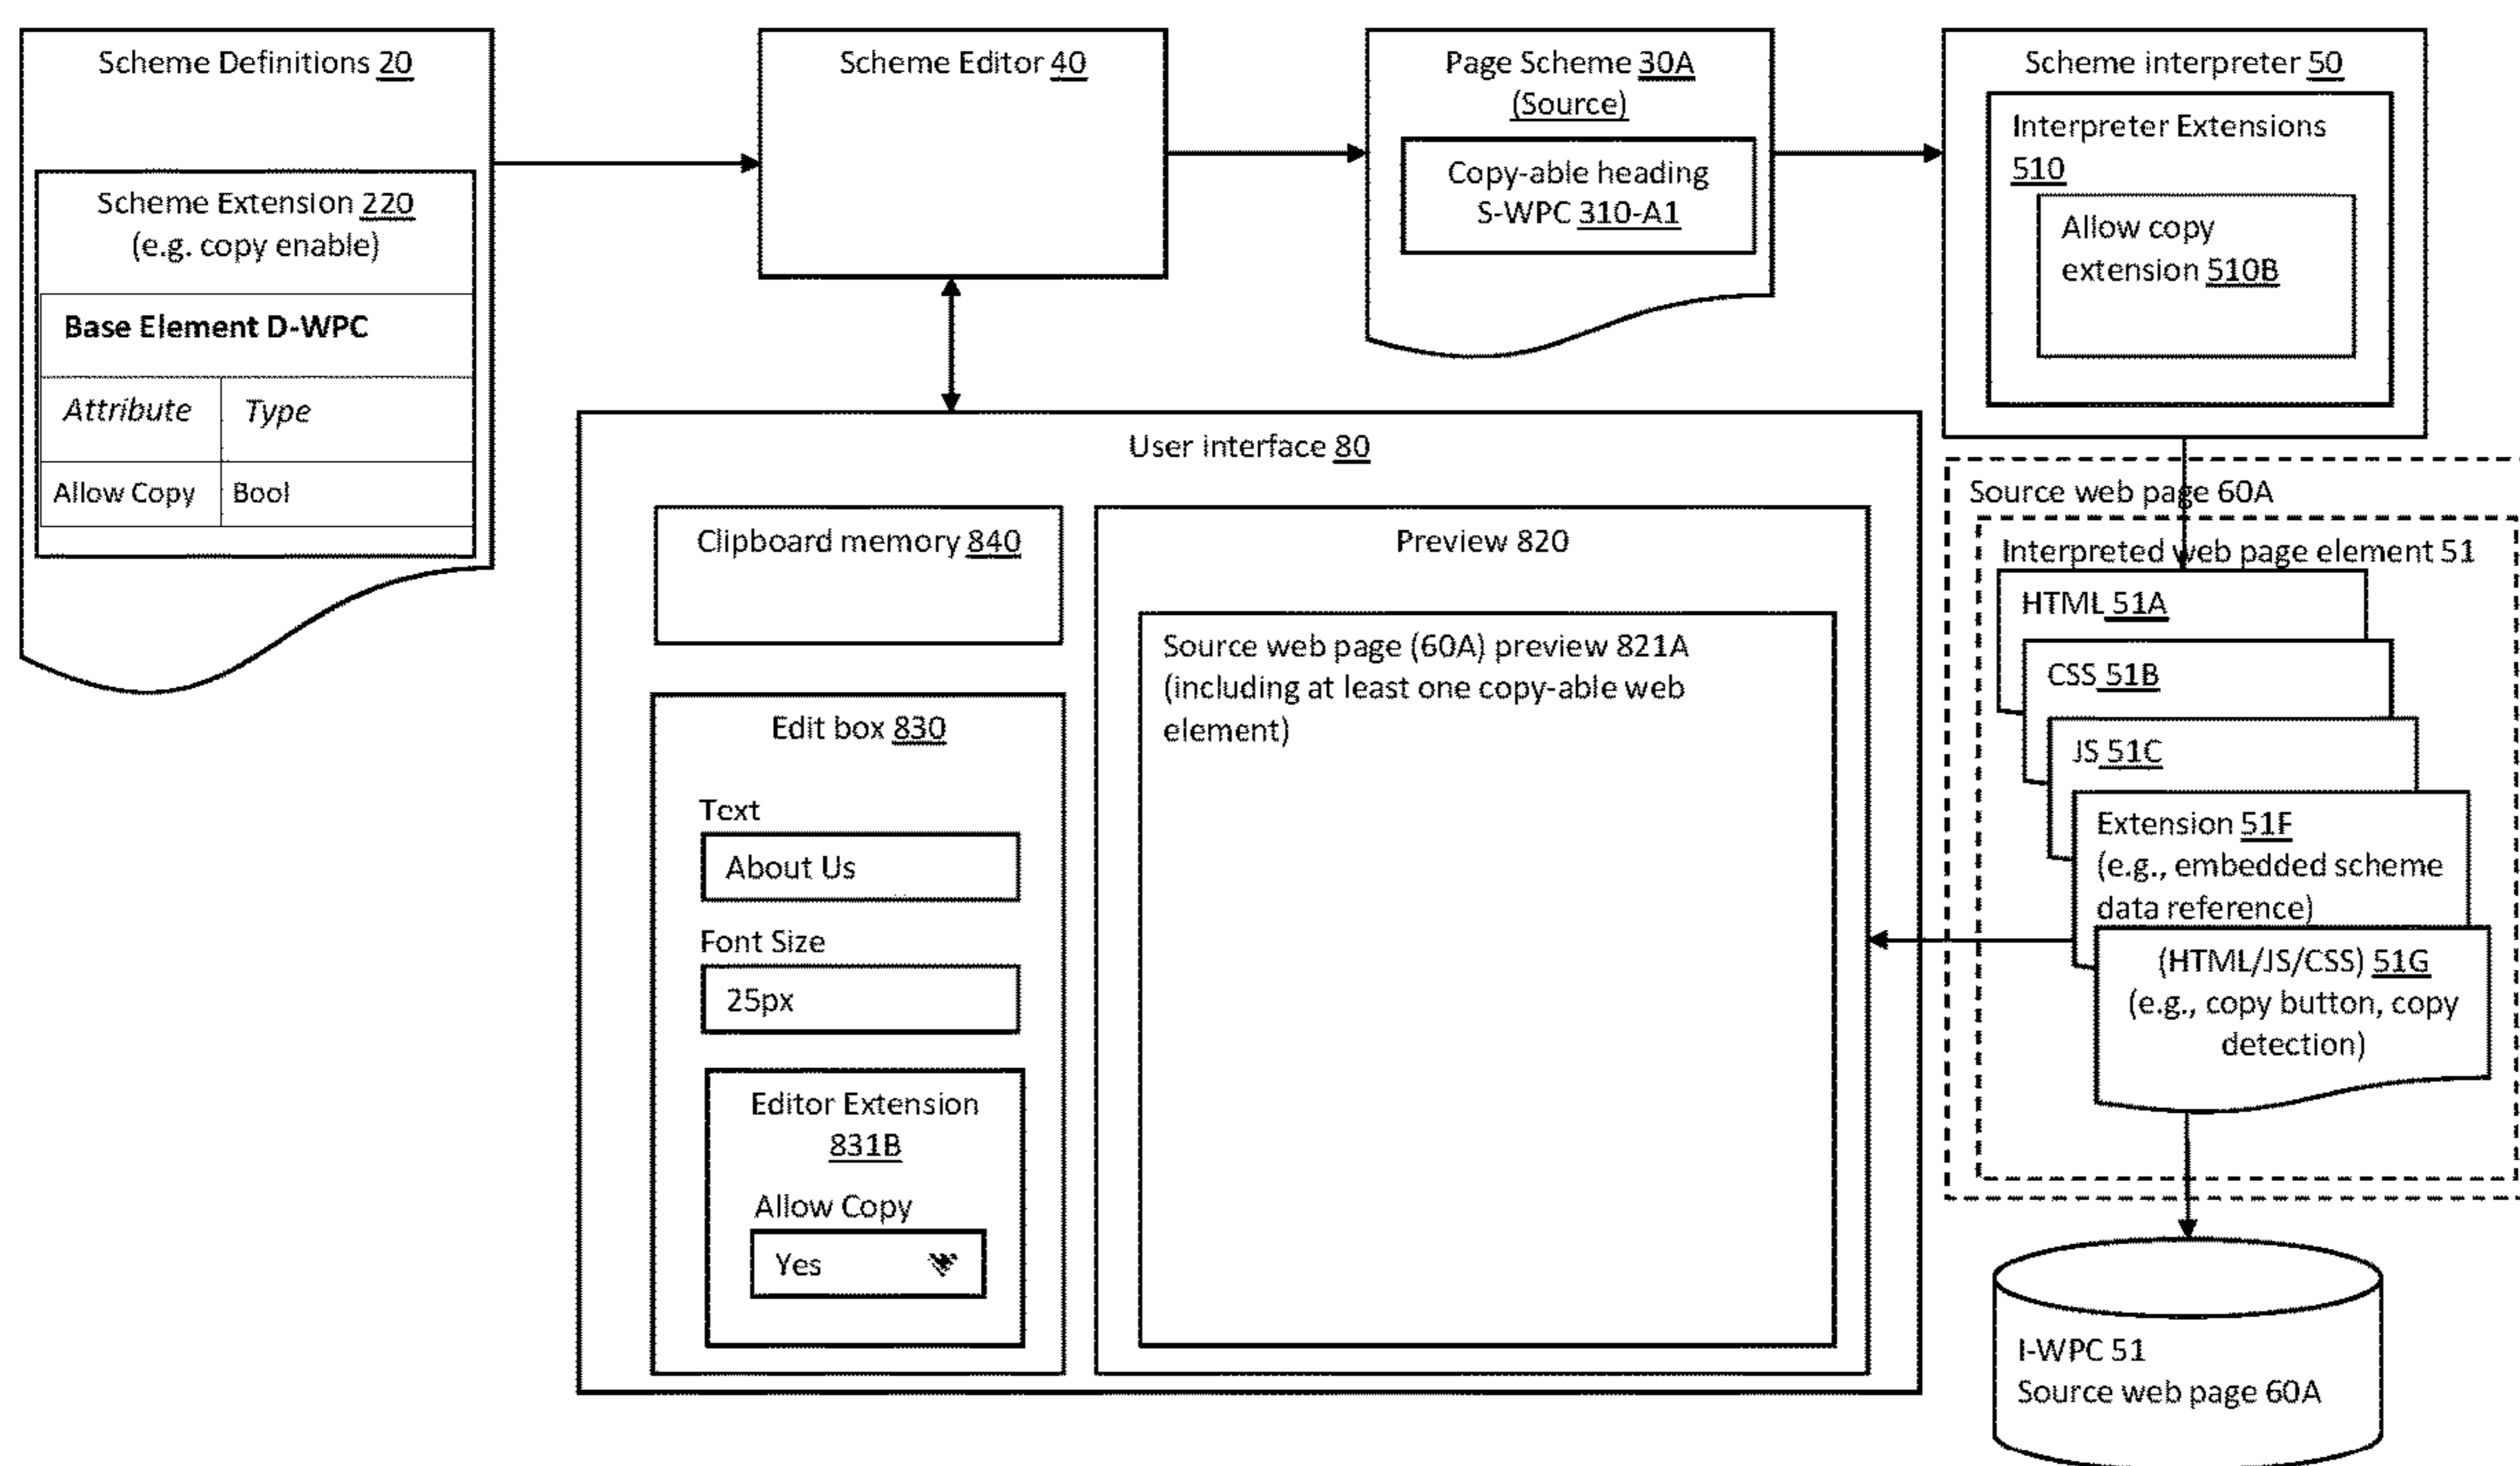 Scheme Definitions 20
Scheme Extension 220
(e.g. copy enable)
Base Element D-WPC
Attribute Type
Allow Copy Bool
Scheme Editor 40
Page Scheme 30A
(Source)
Copy-able heading
S-WPC 310-A1
Scheme interpreter 50
Interpreter Extensions
510
Allow copy
extension 510B
User interface 80
Clipboard memory 840
Edit box 830
Text
About Us
Font Size
25px
Editor Extension
831B
Allow Copy
Yes
Preview 820
Source web page (60A) preview 821A
(including at least one copy-able web
element)
Source web page 60A
Interpreted web page element 51
HTML 51A
CSS 51B
JS 51C
Extension 51F
(e.g., embedded scheme
data reference)
(HTML/JS/CSS) 51G
(e.g., copy button, copy
detection)
I-WPC 51
Source web page 60A